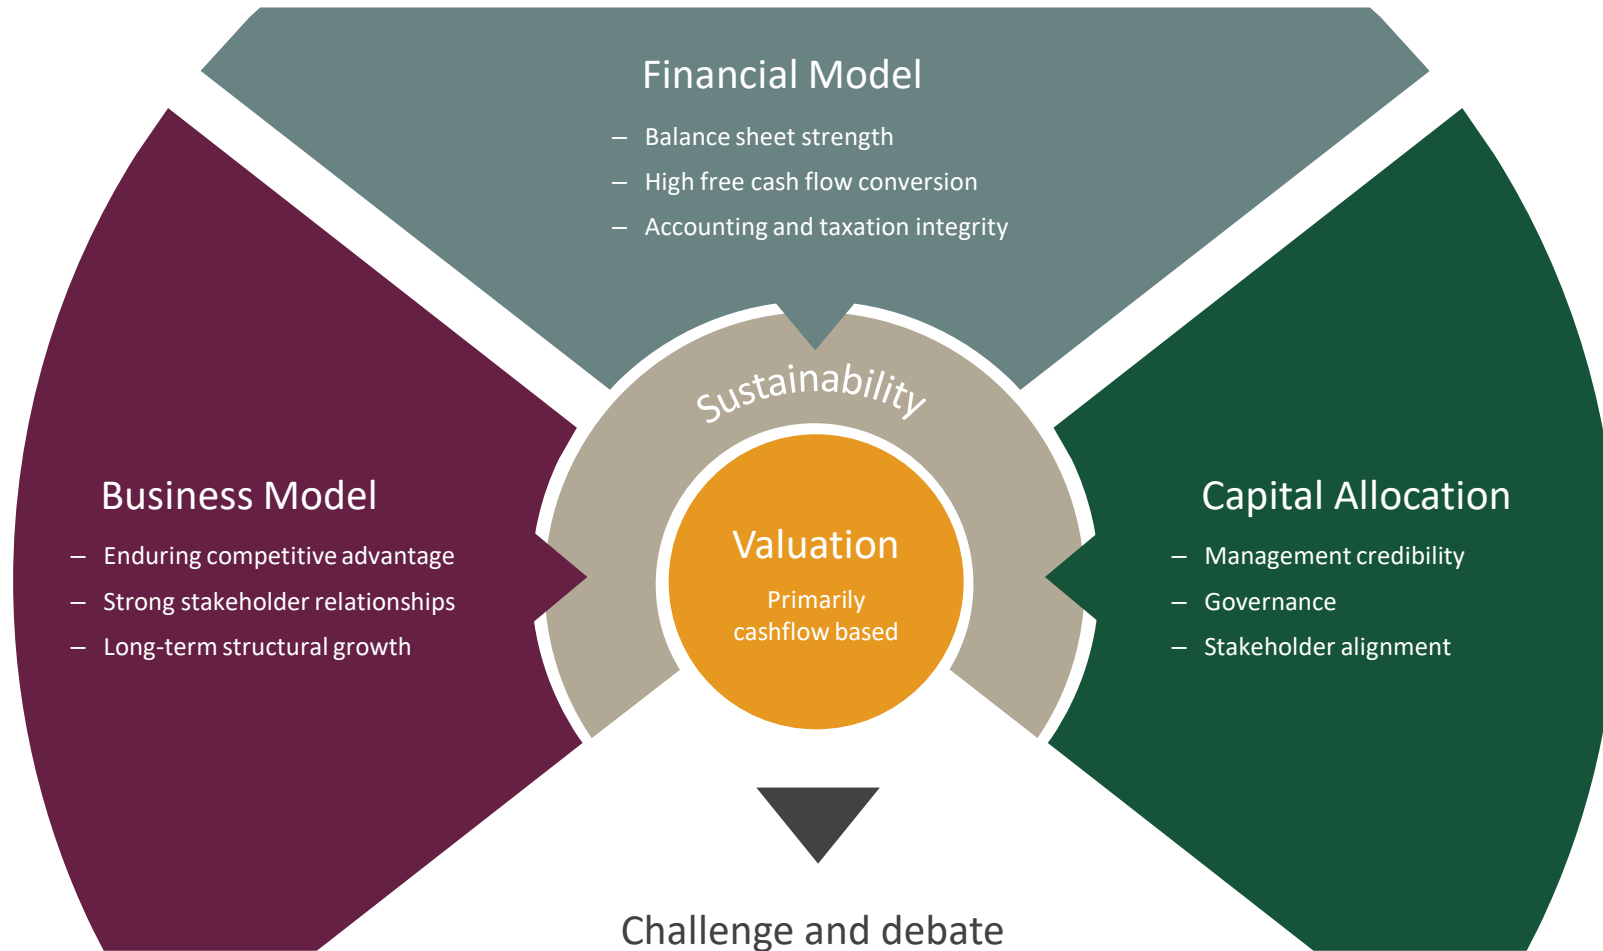 Financial Model
– Balance sheet strength
– High free cash flow conversion
– Accounting and taxation integrity
Sustainability
Business Model
– Enduring competitive advantage
– Strong stakeholder relationships
– Long-term structural growth
Valuation
Primarily
cashflow based
Capital Allocation
– Management credibility
– Governance
– Stakeholder alignment
Challenge and debate